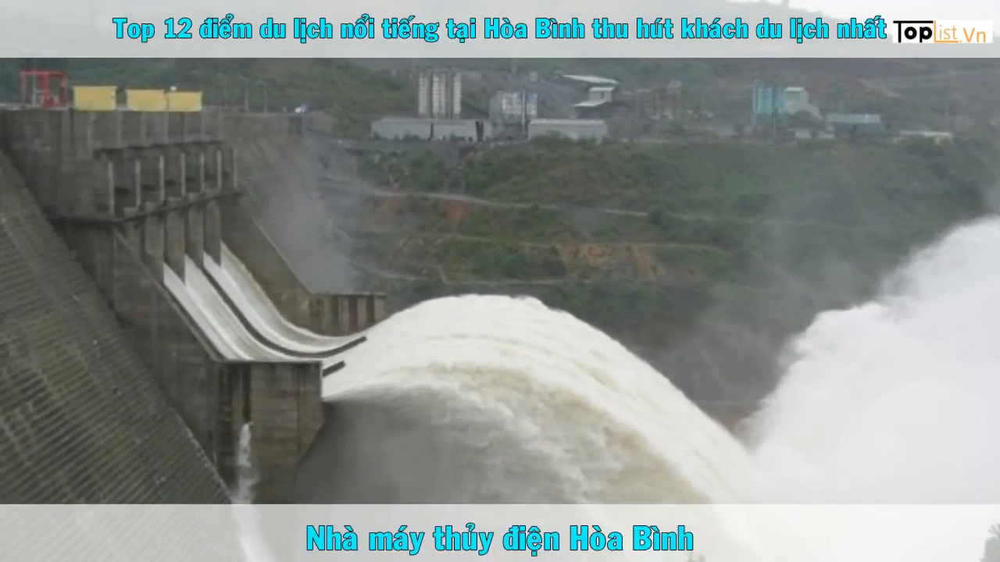 Top 12 điểm du lịch nổi tiếng tại Hòa Bình thu hút khách du lịch nhất
TopList.Vn
Nhà máy thủy điện Hòa Bình